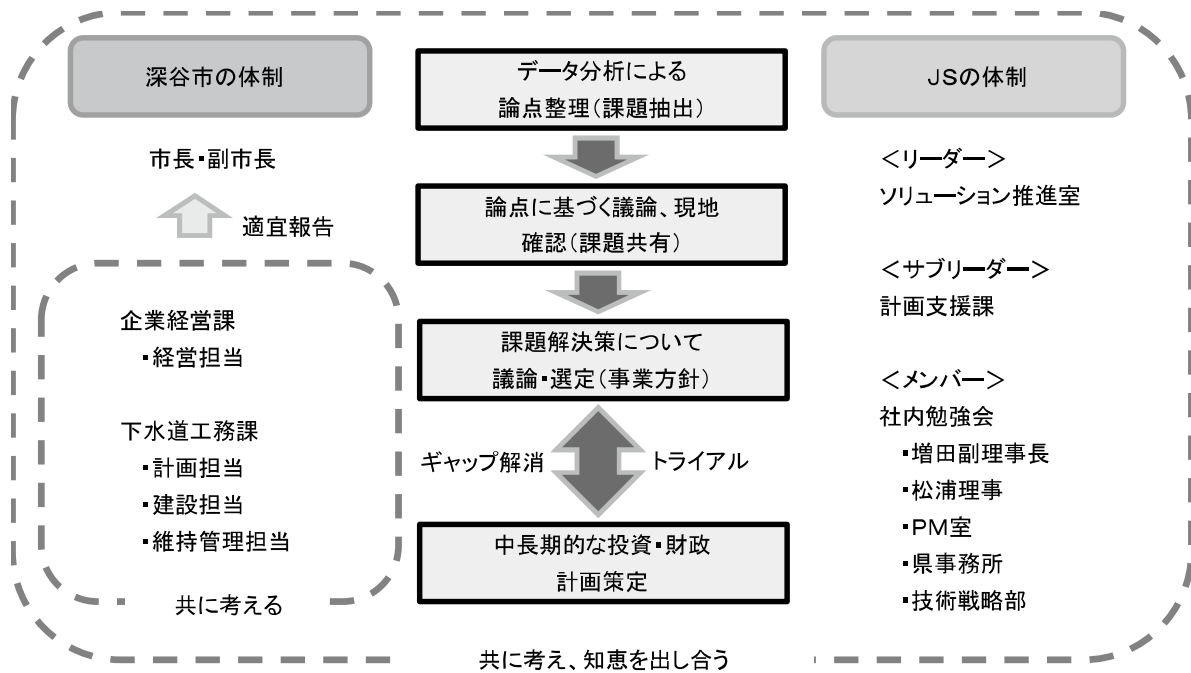 深谷市の体制
市長・副市長
適宜報告
企業経営課
・経営担当
下水道工務課
・計画担当
・建設担当
・維持管理担当
共に考える
データ分析による
論点整理(課題抽出)
論点に基づく議論、現地
確認(課題共有)
課題解決策について
議論・選定(事業方針)
ギャップ解消
トライアル
中長期的な投資・財政
計画策定
JSの体制
<リーダー>
ソリューション推進室
<サブリーダー>
計画支援課
<メンバー>
社内勉強会
・増田副理事長
・松浦理事
・PM室
・県事務所
・技術戦略部
共に考え、知恵を出し合う